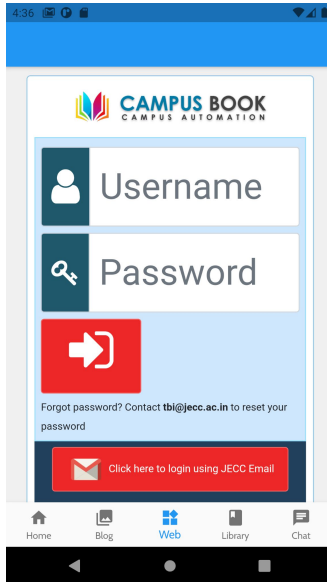 4:36
CAMPUS BOOK
CAMPUS AUTOMATION
Username
Password
Forgot password? Contact tbi@jecc.ac.in to reset your
password
Click here to login using JECC Email
Home Blog Web Library Chat